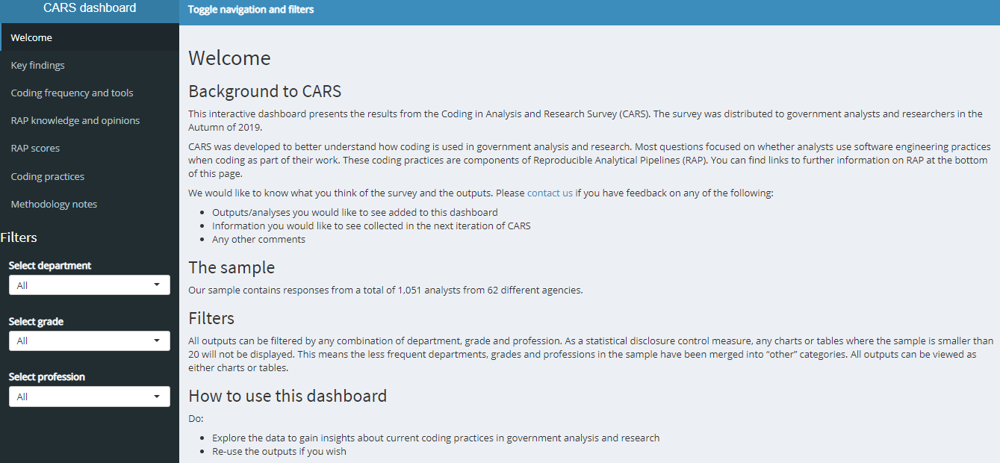 CARS dashboard
Toggle navigation and filters
Welcome
Key findings
Coding frequency and tools
RAP knowledge and opinions
RAP scores
Coding practices
Methodology notes
Filters
Select department
All
Select grade
All
Select profession
All
Welcome
Background to CARS
This interactive dashboard presents the results from the Coding in Analysis and Research Survey (CARS). The survey was distributed to government analysts and researchers in the
Autumn of 2019.
CARS was developed to better understand how coding is used in government analysis and research. Most questions focused on whether analysts use software engineering practices
when coding as part of their work. These coding practices are components of Reproducible Analytical Pipelines (RAP). You can find links to further information on RAP at the bottom
of this page.
We would like to know what you think of the survey and the outputs. Please contact us if you have feedback on any of the following:
• Outputs/analyses you would like to see added to this dashboard
• Information you would like to see collected in the next iteration of CARS
• Any other comments
The sample
Our sample contains responses from a total of 1,051 analysts from 62 different agencies.
Filters
All outputs can be filtered by any combination of department, grade and profession. As a statistical disclosure control measure, any charts or tables where the sample is smaller than
20 will not be displayed. This means the less frequent departments, grades and professions in the sample have been merged into “other” categories. All outputs can be viewed as
either charts or tables.
How to use this dashboard
Do:
• Explore the data to gain insights about current coding practices in government analysis and research
• Re-use the outputs if you wish